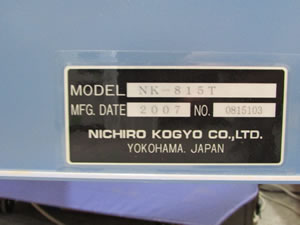 MODEL NK-815T
MFG. DATE 2007 NO. 0815103
NICHIRO KOGYO CO.,LTD.
YOKOHAMA. JAPAN